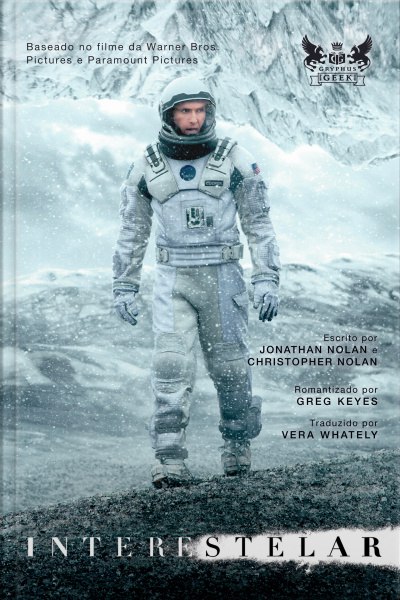 Baseado no filme da Warner Bros.
Pictures e Paramount Pictures
GRYPHUS
GEEK
Escrito por
JONATHAN NOLAN e
CHRISTOPHER NOLAN
Romantizado por
GREG KEYES
Traduzido por
VERA WHATELY
INTERESTELAR